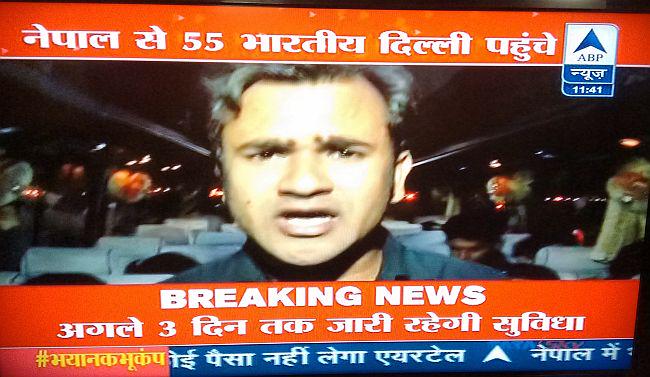 नेपाल से 55 भारतीय दिल्ली पहुंचे
ABP
न्यूज़
11:41
BREAKING NEWS
अगले 3 दिन तक जारी रहेगी सुविधा
#भयानकभूकंप
पैसा नहीं लेगा एयरटेल नेपाल में